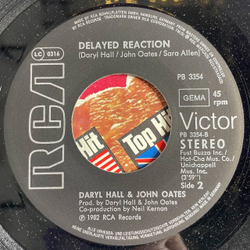 DELAYED REACTION
(Daryl Hall / John Oates / Sara Allen)
LC 0316
PB 3354
GEMA
45
rpm
RCA
Victor
PB 3354-B
STEREO
Fust Buzza Inc./
Hot-Cha Mus. Co./
Unichappell
Mus. Inc.
(3'59")
Side 2
Hit
Top Hit
DARYL HALL & JOHN OATES
Prod. by Daryl Hall & John Oates
Co-production by Neil Kernon
℗ 1982 RCA Records